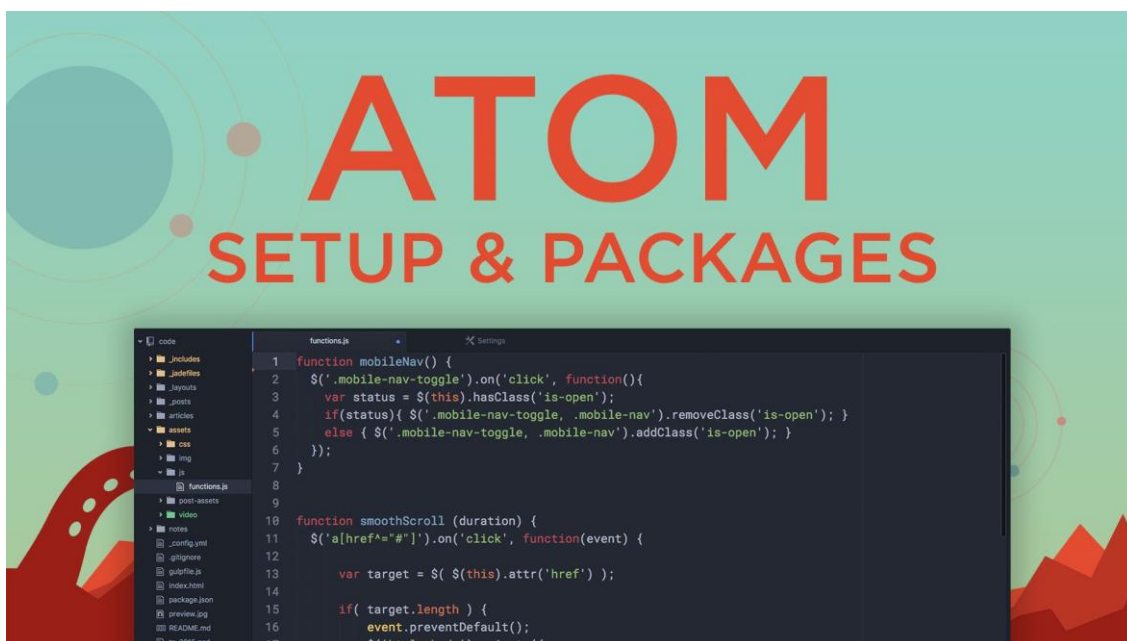 ATOM
SETUP & PACKAGES
code
_includes
_jadefiles
_layouts
_posts
articles
assets
css
img
js
functions.js
post-assets
video
notes
_config.yml
.gitignore
gulpfile.js
index.html
package.json
preview.jpg
README.md
functions.js
Settings
1 function mobileNav() {
2 $('.mobile-nav-toggle').on('click', function(){
3 var status = $(this).hasClass('is-open');
4 if(status){ $('.mobile-nav-toggle, .mobile-nav').removeClass('is-open'); }
5 else { $('.mobile-nav-toggle, .mobile-nav').addClass('is-open'); }
6 });
7 }
8
9
10 function smoothScroll (duration) {
11 $('a[href^="#"]').on('click', function(event) {
12
13 var target = $( $(this).attr('href') );
14
15 if( target.length ) {
16 event.preventDefault();